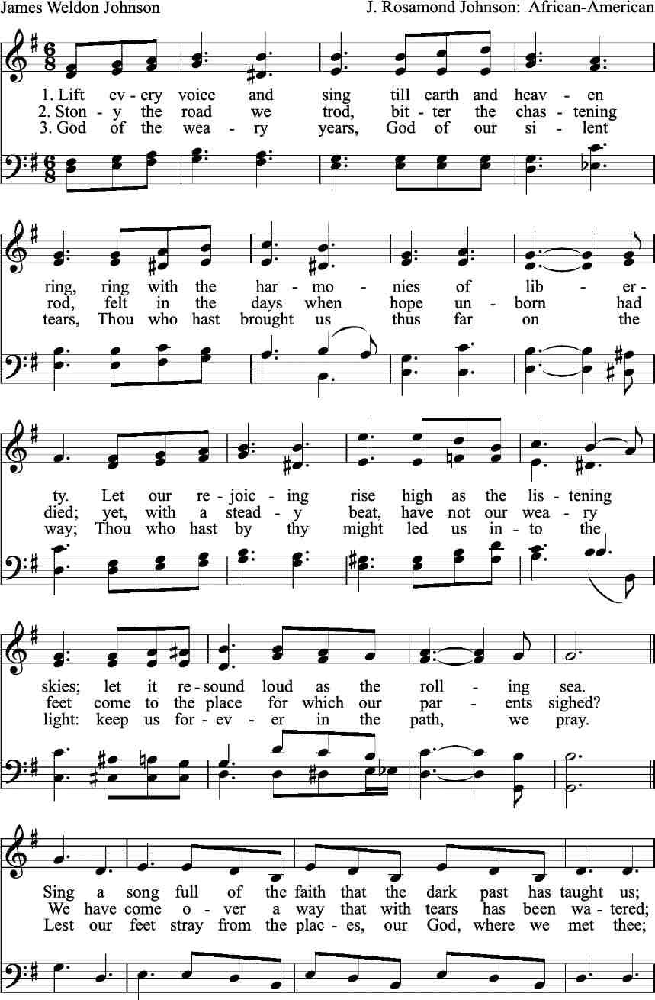 James Weldon Johnson J. Rosamond Johnson: African-American
6 8
1. Lift ev - ery voice and sing till earth and heav - en
2. Ston - y the road we trod, bit - ter the chas - tening
3. God of the wea - ry years, God of our si - lent
6 8
ring, ring with the har - mo - nies of lib - er-
rod, felt in the days when hope un - born had
tears, Thou who hast brought us thus far on the
ty. Let our re - joic - ing rise high as the lis - tening
died; yet, with a stead - y beat, have not our wea - ry
way; Thou who hast by thy might led us in - to the
skies; let it re - sound loud as the roll - ing sea.
feet come to the place for which our par - ents sighed?
light: keep us for - ev - er in the path, we pray.
Sing a song full of the faith that the dark past has taught us;
We have come o - ver a way that with tears has been wa - tered;
Lest our feet stray from the plac - es, our God, where we met thee;